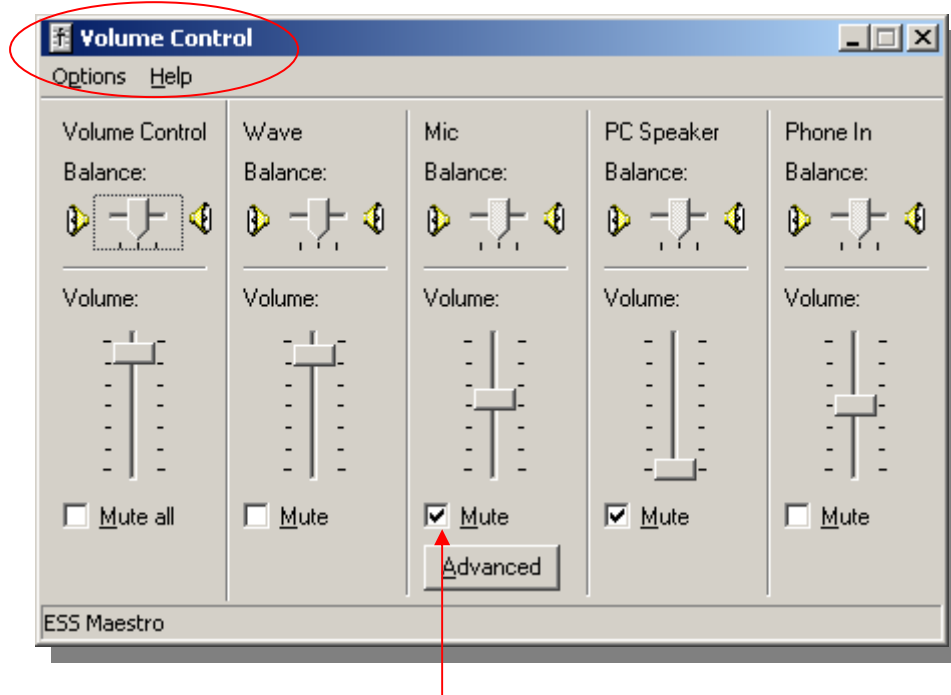 Volume Control
Options Help
Volume Control Wave Mic PC Speaker Phone In
Balance: Balance: Balance: Balance: Balance:
Volume: Volume: Volume: Volume: Volume:
Mute all Mute Mute Mute Mute
Advanced
ESS Maestro